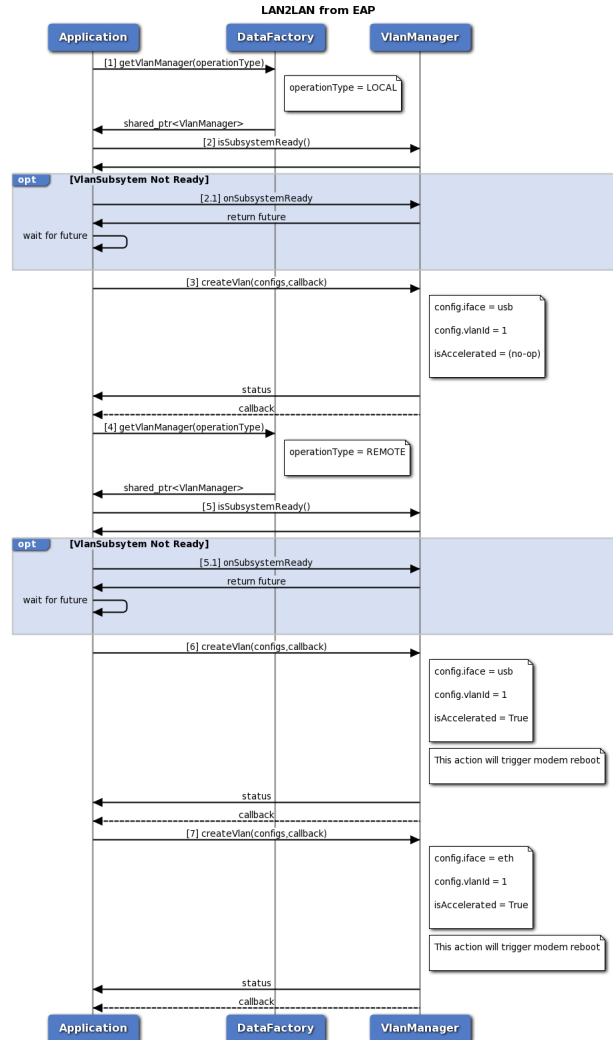 LAN2LAN from EAP
Application DataFactory VlanManager
[1] getVlanManager(operationType)
operationType = LOCAL
shared_ptr<VlanManager>
[2] isSubsystemReady()
opt [VlanSubsytem Not Ready]
[2.1] onSubsystemReady
return future
wait for future
[3] createVlan(configs,callback)
config.iface = usb
config.vlanId = 1
isAccelerated = (no-op)
status
callback
[4] getVlanManager(operationType)
operationType = REMOTE
shared_ptr<VlanManager>
[5] isSubsystemReady()
opt [VlanSubsytem Not Ready]
[5.1] onSubsystemReady
return future
wait for future
[6] createVlan(configs,callback)
config.iface = usb
config.vlanId = 1
isAccelerated = True
This action will trigger modem reboot
status
callback
[7] createVlan(configs,callback)
config.iface = eth
config.vlanId = 1
isAccelerated = True
This action will trigger modem reboot
status
callback
Application DataFactory VlanManager